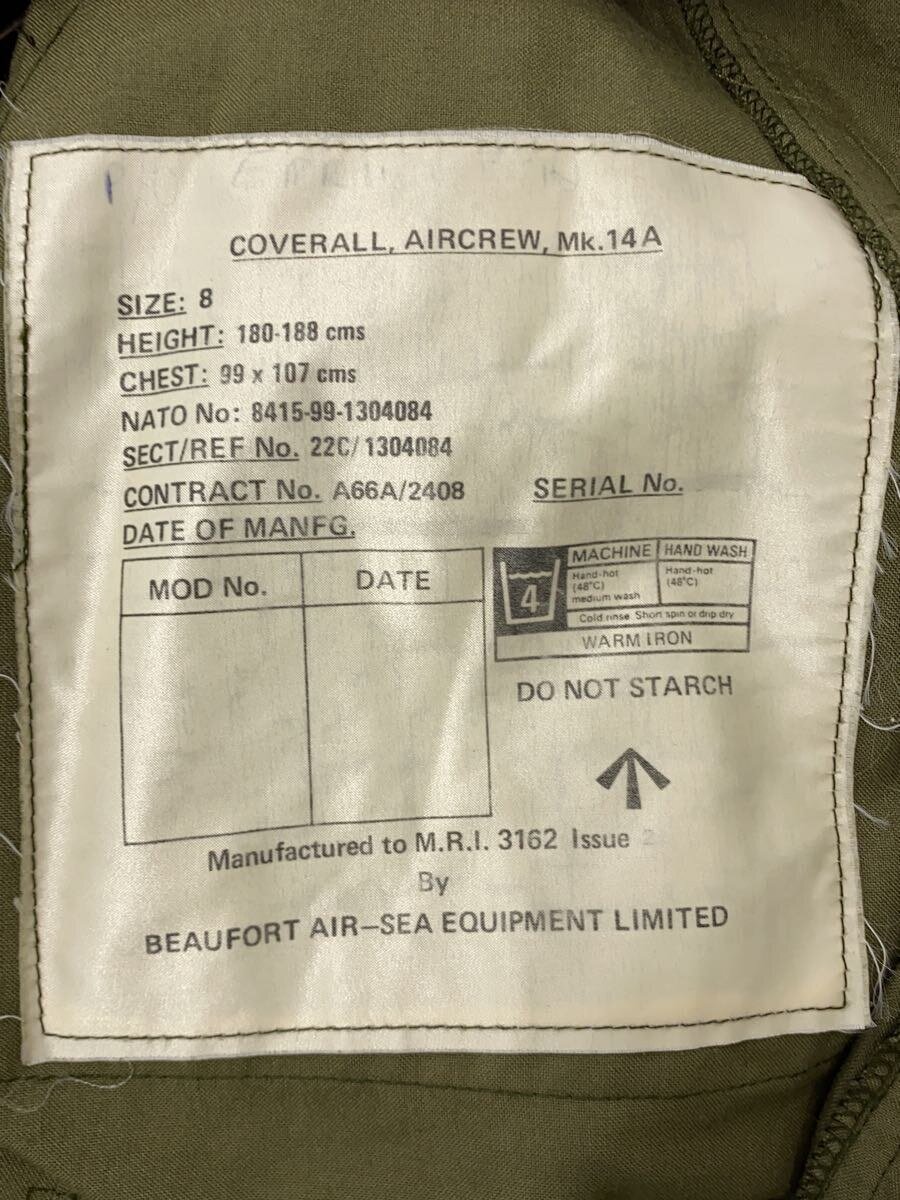 COVERALL, AIRCREW, Mk.14A
SIZE: 8
HEIGHT: 180-188 cms
CHEST: 99 x 107 cms
NATO No: 8415-99-1304084
SECT/REF No. 22C/1304084
CONTRACT No. A66A/2408
SERIAL No.
DATE OF MANFG.
MOD No. DATE
4
MACHINE HAND WASH
Hand-hot (48°C) medium wash
Hand-hot (48°C)
Cold rinse Short spin or drip dry
WARM IRON
DO NOT STARCH
Manufactured to M.R.I. 3162 Issue 2
By
BEAUFORT AIR-SEA EQUIPMENT LIMITED